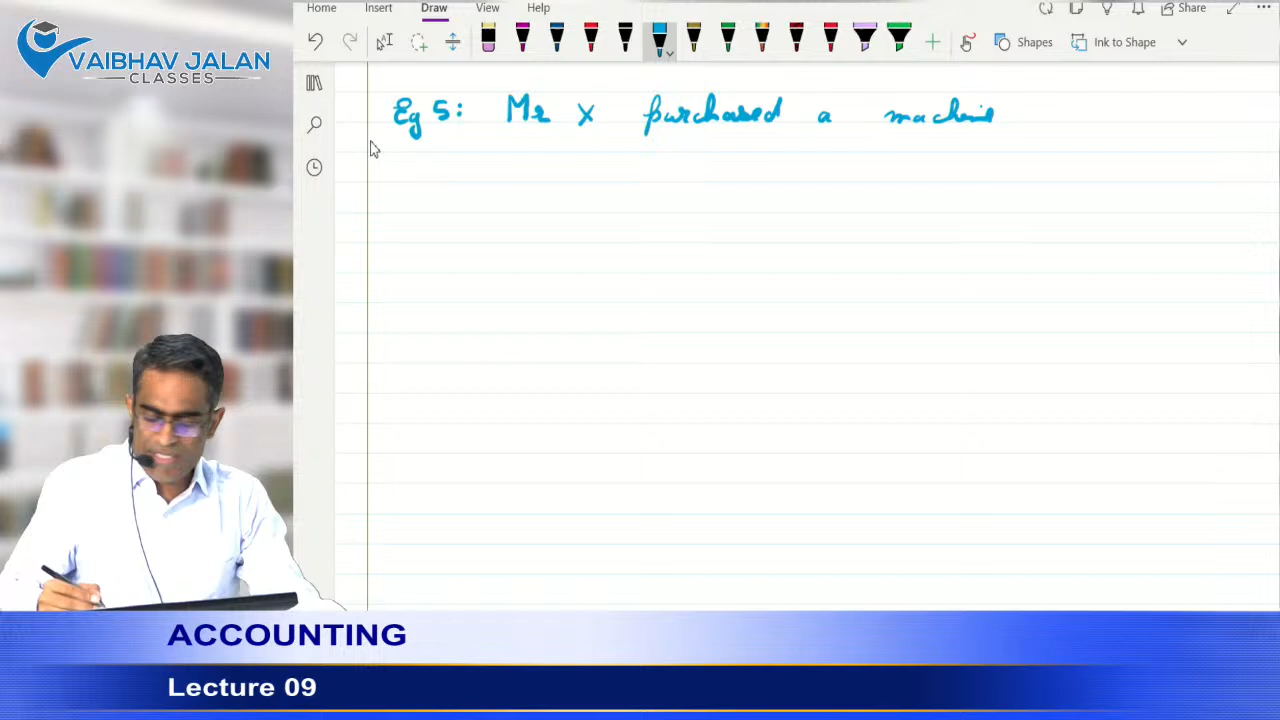 Home Insert Draw View Help Share
VAIBHAV JALAN
CLASSES
Shapes Ink to Shape
Eg 5: Mr X purchased a machine
ACCOUNTING
Lecture 09